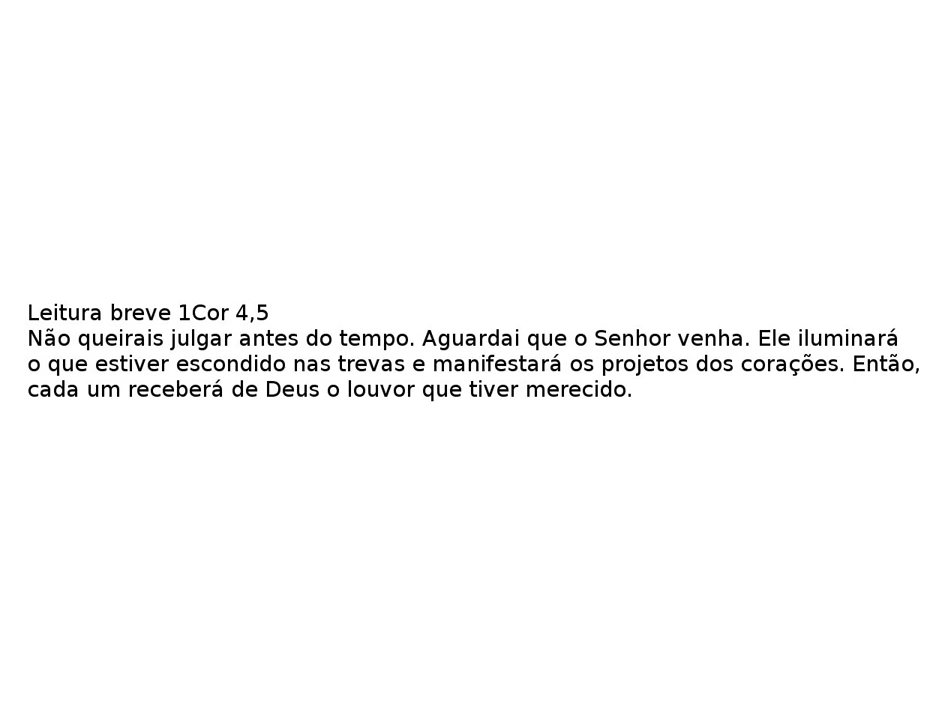 Leitura breve 1Cor 4,5
Não queirais julgar antes do tempo. Aguardai que o Senhor venha. Ele iluminará
o que estiver escondido nas trevas e manifestará os projetos dos corações. Então,
cada um receberá de Deus o louvor que tiver merecido.